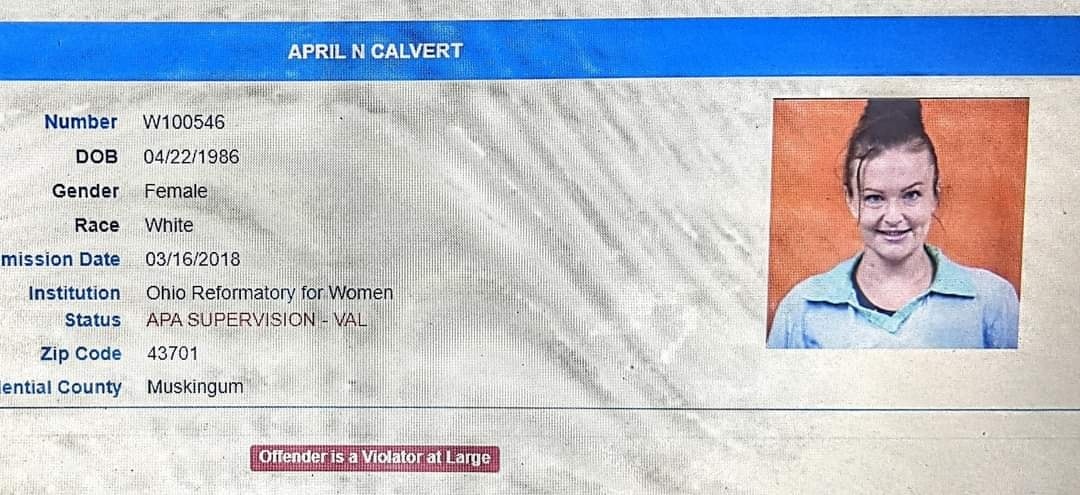 APRIL N CALVERT
Number W100546
DOB 04/22/1986
Gender Female
Race White
mission Date 03/16/2018
Institution Ohio Reformatory for Women
Status APA SUPERVISION - VAL
Zip Code 43701
dential County Muskingum
Offender is a Violator at Large